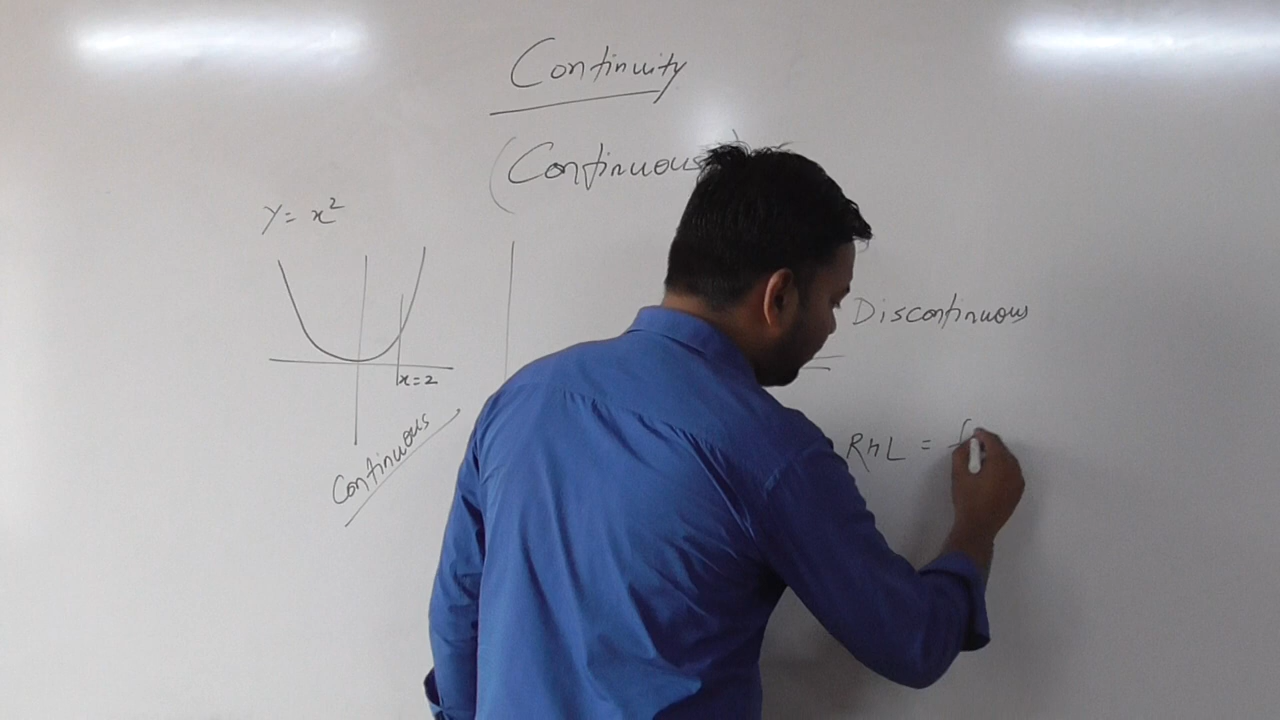 Continuity
(Continuous
y = x²
Discontinuous
x=2
RHL = f
Continuous